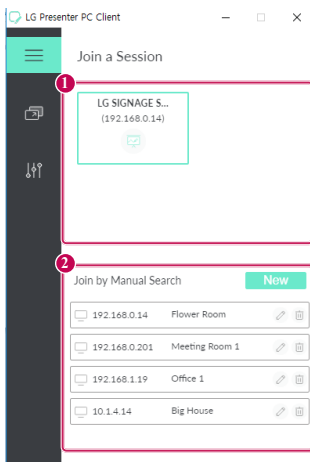 LG Presenter PC Client
Join a Session
1
LG SIGNAGE S...
(192.168.0.14)
2
Join by Manual Search New
192.168.0.14 Flower Room
192.168.0.201 Meeting Room 1
192.168.1.19 Office 1
10.1.4.14 Big House